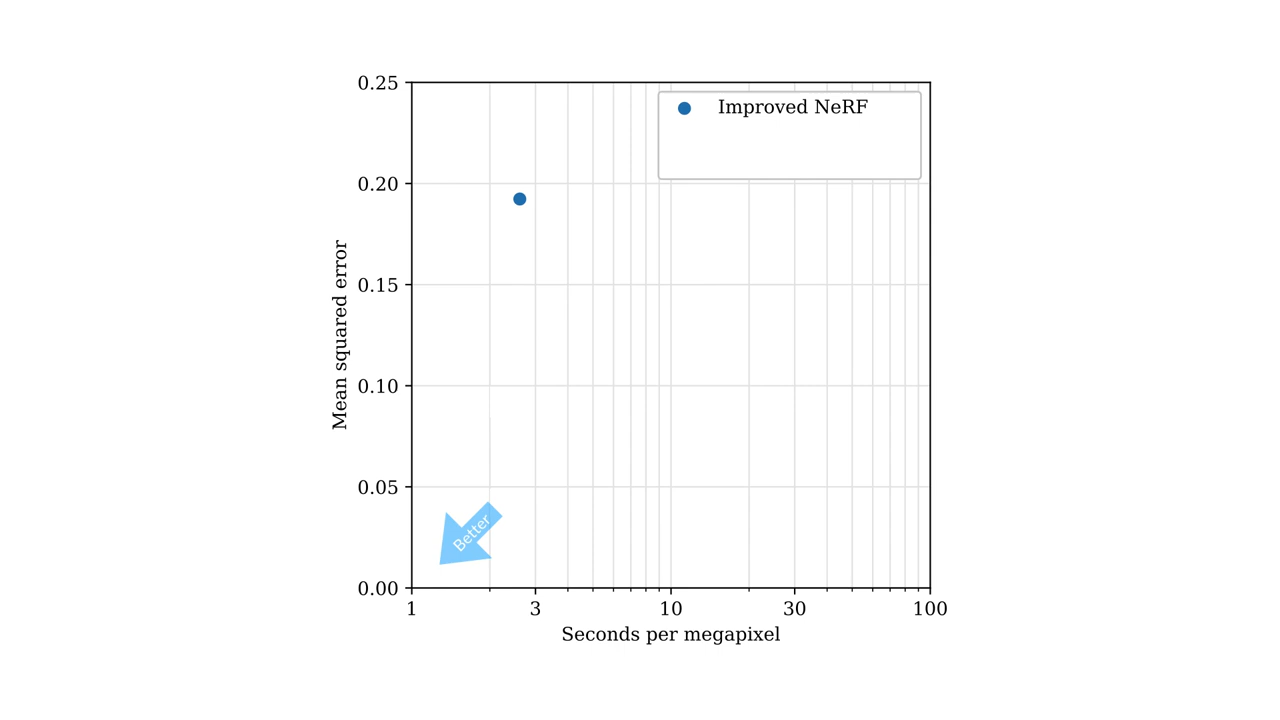 0.25
Improved NeRF
0.20
0.15
0.10
0.05
0.00
Mean squared error
Better
1 3 10 30 100
Seconds per megapixel